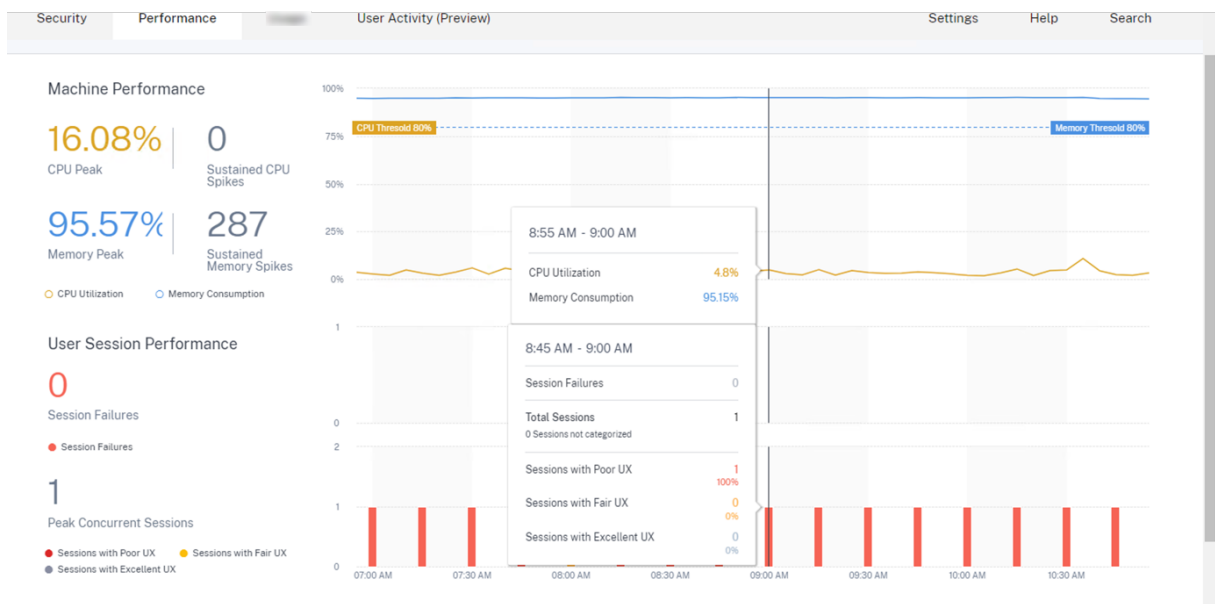 Security Performance User Activity (Preview) Settings Help Search
Machine Performance
16.08%
CPU Peak
0
Sustained CPU
Spikes
95.57%
Memory Peak
287
Sustained
Memory Spikes
CPU Utilization Memory Consumption
100%
75%
50%
25%
0%
CPU Thresold 80%
Memory Thresold 80%
8:55 AM - 9:00 AM
CPU Utilization 4.8%
Memory Consumption 95.15%
User Session Performance
0
Session Failures
Session Failures
1
Peak Concurrent Sessions
Sessions with Poor UX Sessions with Fair UX
Sessions with Excellent UX
1
0
2
1
0
8:45 AM - 9:00 AM
Session Failures 0
Total Sessions 1
0 Sessions not categorized
Sessions with Poor UX 1
100%
Sessions with Fair UX 0
0%
Sessions with Excellent UX 0
0%
07:00 AM 07:30 AM 08:00 AM 08:30 AM 09:00 AM 09:30 AM 10:00 AM 10:30 AM